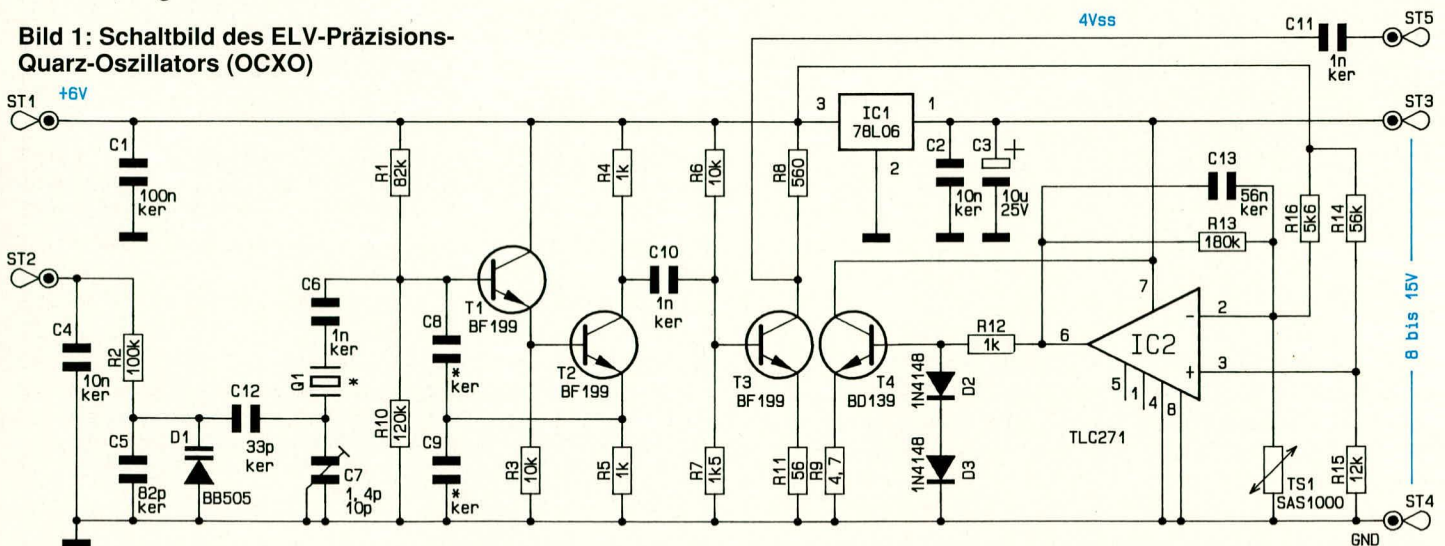 Bild 1: Schaltbild des ELV-Präzisions-
Quarz-Oszillators (OCXO)
ST1
+6V
C1
100n
ker
ST2
C4
10n
ker
R2
100k
C5
82p
ker
D1
BB505
C12
33p
ker
C6
1n
ker
Q1
*
C7
1,4p
10p
R1
82k
R10
120k
C8
*
ker
C9
*
ker
T1
BF199
R3
10k
T2
BF199
R4
1k
R5
1k
C10
1n
ker
R6
10k
R7
1k5
R8
560
T3
BF199
R11
56
4Vss
3
IC1
78L06
1
2
C2
10n
ker
C3
+
10u
25V
T4
BD139
R9
4,7
R12
1k
1N4148
D2
1N4148
D3
6
7
IC2
-
+
2
3
5
1
4
8
TLC271
C13
56n
ker
R13
180k
R16
5k6
R14
56k
TS1
SAS1000
R15
12k
C11
1n
ker
ST5
ST3
8 bis 15V
ST4
GND